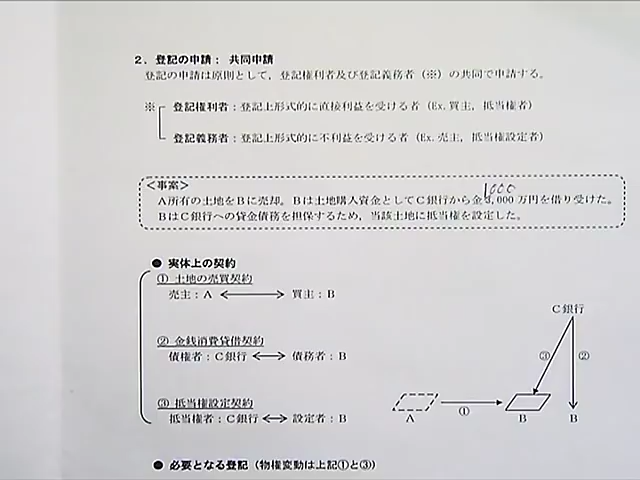 2．登記の申請： 共同申請
登記の申請は原則として，登記権利者及び登記義務者（※）の共同で申請する。
※ 登記権利者：登記上形式的に直接利益を受ける者（Ex. 買主，抵当権者）
登記義務者：登記上形式的に不利益を受ける者（Ex. 売主，抵当権設定者）
＜事案＞
1000
A所有の土地をBに売却。Bは土地購入資金としてC銀行から金 ,000 万円を借り受けた。
BはC銀行への貸金債務を担保するため，当該土地に抵当権を設定した。
● 実体上の契約
① 土地の売買契約
売主：A ⟷ 買主：B
② 金銭消費貸借契約
債権者：C銀行 ⟷ 債務者：B
③ 抵当権設定契約
抵当権者：C銀行 ⟷ 設定者：B
C銀行
③ ②
①
A B B
● 必要となる登記（物権変動は上記①と③）